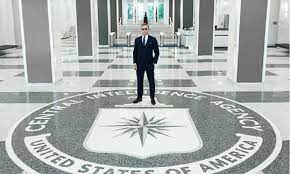 CENTRAL INTELLIGENCE AGENCY
UNITED STATES OF AMERICA